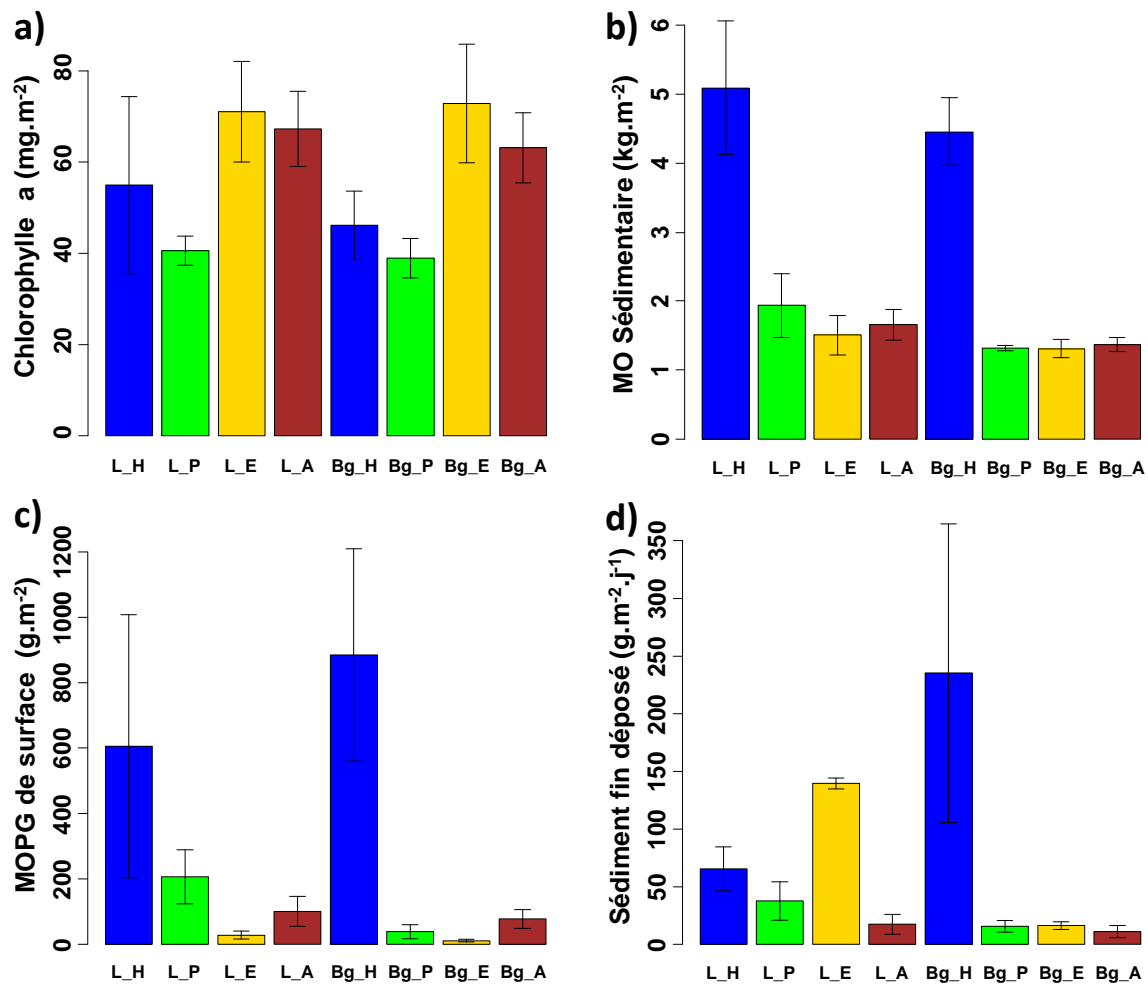 a)
Chlorophylle a (mg.m⁻²)
80
60
40
20
0
L_H L_P L_E L_A Bg_H Bg_P Bg_E Bg_A
b)
MO Sédimentaire (kg.m⁻²)
6
5
4
3
2
1
0
L_H L_P L_E L_A Bg_H Bg_P Bg_E Bg_A
c)
MOPG de surface (g.m⁻²)
1200
1000
800
600
400
200
0
L_H L_P L_E L_A Bg_H Bg_P Bg_E Bg_A
d)
Sédiment fin déposé (g.m⁻².j⁻¹)
350
300
250
200
150
100
50
0
L_H L_P L_E L_A Bg_H Bg_P Bg_E Bg_A